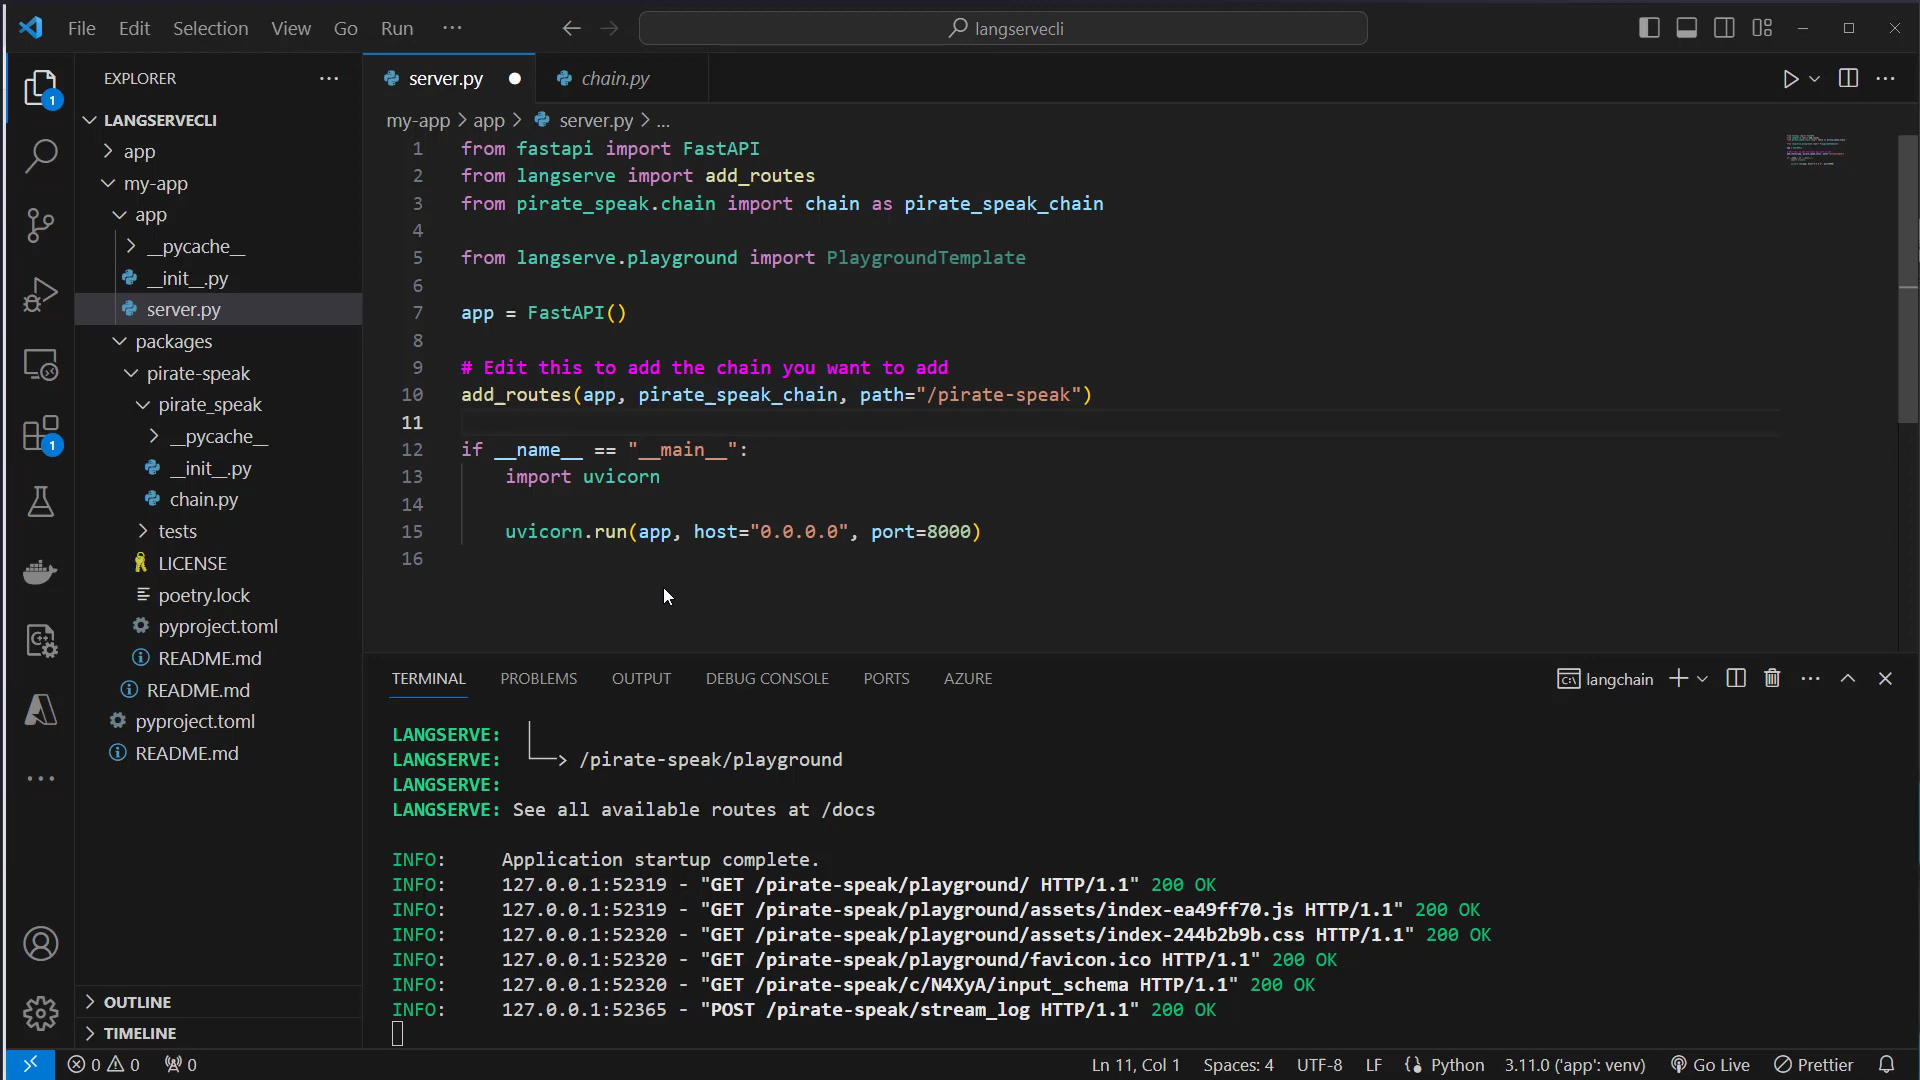 File Edit Selection View Go Run ··· langservecli
EXPLORER ···
LANGSERVECLI
app
my-app
app
__pycache__
__init__.py
server.py
packages
pirate-speak
pirate_speak
__pycache__
__init__.py
chain.py
tests
LICENSE
poetry.lock
pyproject.toml
README.md
README.md
pyproject.toml
README.md
OUTLINE
TIMELINE
1
1
server.py chain.py
my-app > app > server.py > ...
1 from fastapi import FastAPI
2 from langserve import add_routes
3 from pirate_speak.chain import chain as pirate_speak_chain
4
5 from langserve.playground import PlaygroundTemplate
6
7 app = FastAPI()
8
9 # Edit this to add the chain you want to add
10 add_routes(app, pirate_speak_chain, path="/pirate-speak")
11
12 if __name__ == "__main__":
13 import uvicorn
14
15 uvicorn.run(app, host="0.0.0.0", port=8000)
16
TERMINAL PROBLEMS OUTPUT DEBUG CONSOLE PORTS AZURE langchain
LANGSERVE: │
LANGSERVE: └──> /pirate-speak/playground
LANGSERVE:
LANGSERVE: See all available routes at /docs
INFO: Application startup complete.
INFO: 127.0.0.1:52319 - "GET /pirate-speak/playground/ HTTP/1.1" 200 OK
INFO: 127.0.0.1:52319 - "GET /pirate-speak/playground/assets/index-ea49ff70.js HTTP/1.1" 200 OK
INFO: 127.0.0.1:52320 - "GET /pirate-speak/playground/assets/index-244b2b9b.css HTTP/1.1" 200 OK
INFO: 127.0.0.1:52320 - "GET /pirate-speak/playground/favicon.ico HTTP/1.1" 200 OK
INFO: 127.0.0.1:52320 - "GET /pirate-speak/c/N4XyA/input_schema HTTP/1.1" 200 OK
INFO: 127.0.0.1:52365 - "POST /pirate-speak/stream_log HTTP/1.1" 200 OK
0 0 0 Ln 11, Col 1 Spaces: 4 UTF-8 LF Python 3.11.0 ('app': venv) Go Live Prettier